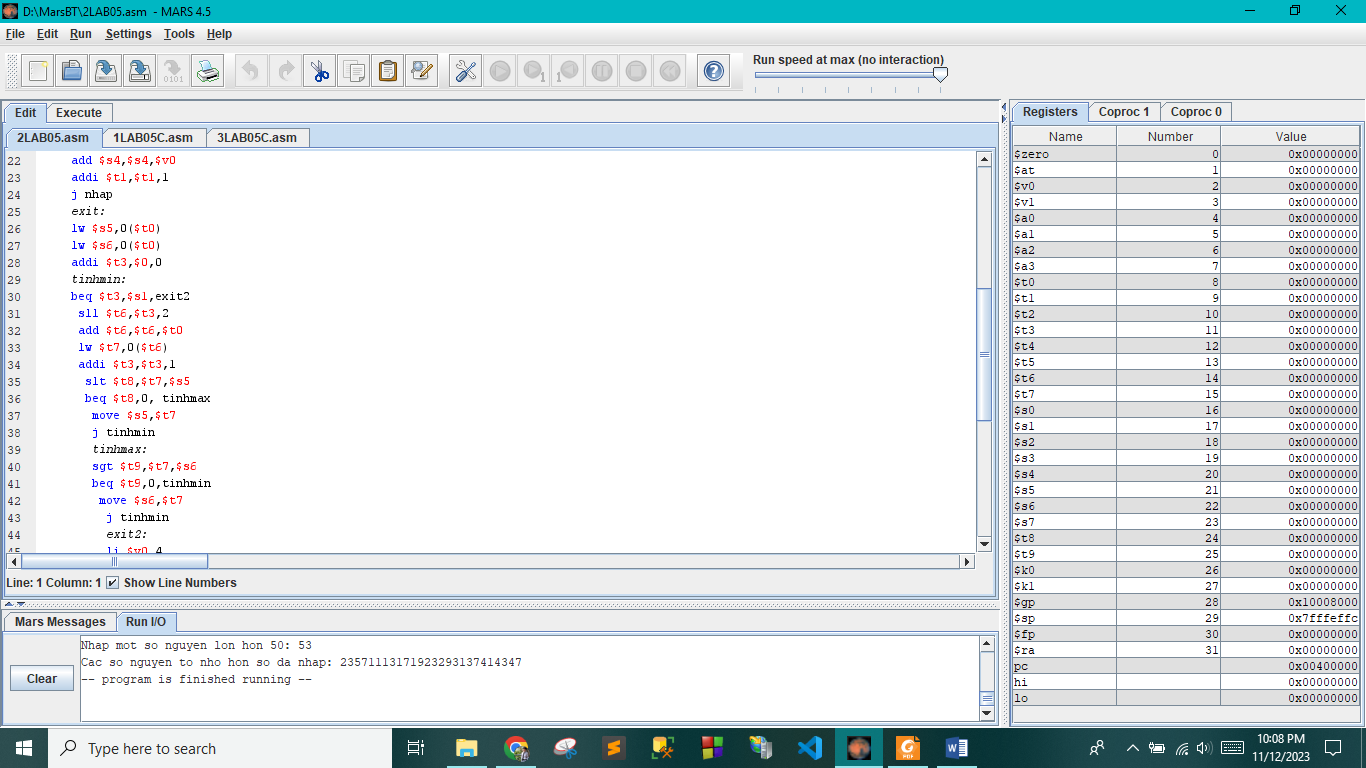 D:\MarsBT\2LAB05.asm - MARS 4.5
File Edit Run Settings Tools Help
Run speed at max (no interaction)
Edit Execute
2LAB05.asm 1LAB05C.asm 3LAB05C.asm
22 add $s4,$s4,$v0
23 addi $t1,$t1,1
24 j nhap
25 exit:
26 lw $s5,0($t0)
27 lw $s6,0($t0)
28 addi $t3,$0,0
29 tinhmin:
30 beq $t3,$s1,exit2
31 sll $t6,$t3,2
32 add $t6,$t6,$t0
33 lw $t7,0($t6)
34 addi $t3,$t3,1
35 slt $t8,$t7,$s5
36 beq $t8,0, tinhmax
37 move $s5,$t7
38 j tinhmin
39 tinhmax:
40 sgt $t9,$t7,$s6
41 beq $t9,0,tinhmin
42 move $s6,$t7
43 j tinhmin
44 exit2:
45 li $v0,4
Line: 1 Column: 1 Show Line Numbers
Mars Messages Run I/O
Clear
Nhap mot so nguyen lon hon 50: 53
Cac so nguyen to nho hon so da nhap: 235711131719232931374143​47
-- program is finished running --
Registers Coproc 1 Coproc 0
Name Number Value
$zero 0 0x00000000
$at 1 0x00000000
$v0 2 0x00000000
$v1 3 0x00000000
$a0 4 0x00000000
$a1 5 0x00000000
$a2 6 0x00000000
$a3 7 0x00000000
$t0 8 0x00000000
$t1 9 0x00000000
$t2 10 0x00000000
$t3 11 0x00000000
$t4 12 0x00000000
$t5 13 0x00000000
$t6 14 0x00000000
$t7 15 0x00000000
$s0 16 0x00000000
$s1 17 0x00000000
$s2 18 0x00000000
$s3 19 0x00000000
$s4 20 0x00000000
$s5 21 0x00000000
$s6 22 0x00000000
$s7 23 0x00000000
$t8 24 0x00000000
$t9 25 0x00000000
$k0 26 0x00000000
$k1 27 0x00000000
$gp 28 0x10008000
$sp 29 0x7fffeffc
$fp 30 0x00000000
$ra 31 0x00000000
pc 0x00400000
hi 0x00000000
lo 0x00000000
Type here to search
10:08 PM
11/12/2023